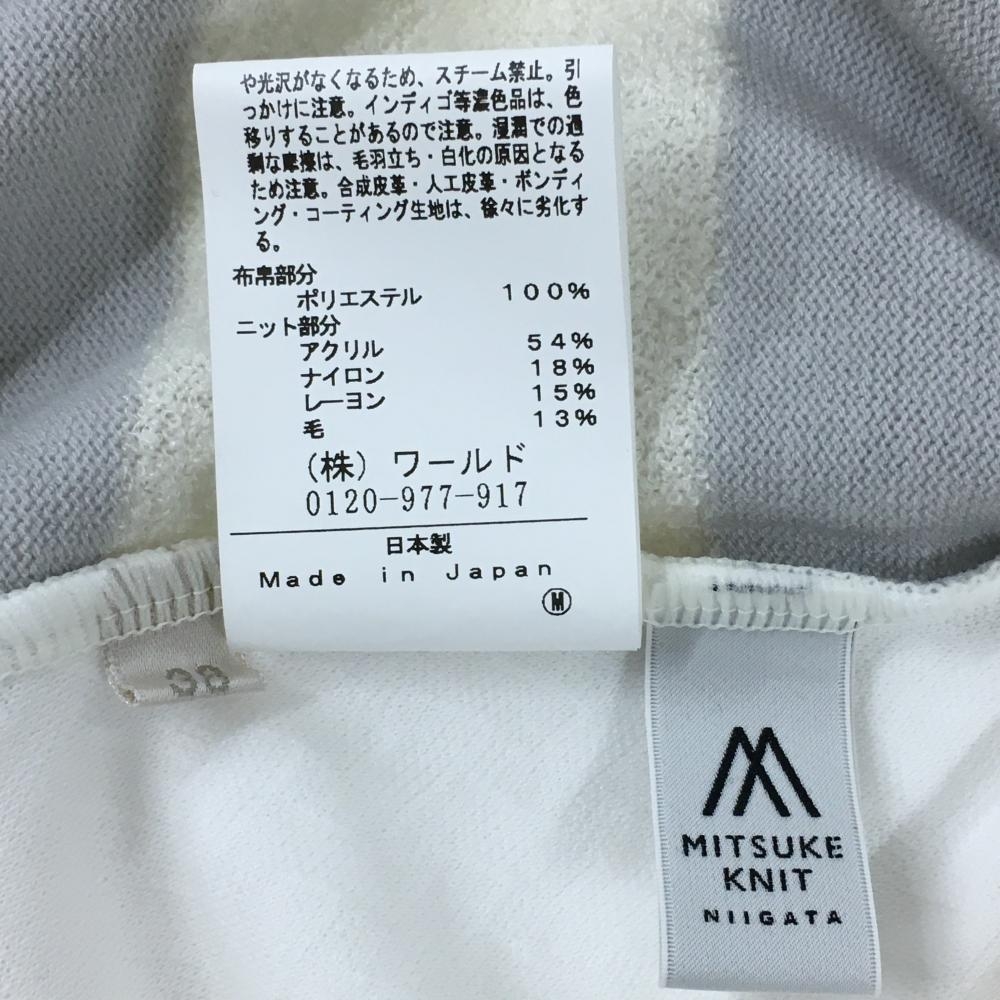 や光沢がなくなるため、スチーム禁止。引
っかけに注意。インディゴ等濃色品は、色
移りすることがあるので注意。湿潤での過
剰な摩擦は、毛羽立ち・白化の原因となる
ため注意。合成皮革・人工皮革・ボンディ
ング・コーティング生地は、徐々に劣化す
る。
布帛部分
ポリエステル 100%
ニット部分
アクリル 54%
ナイロン 18%
レーヨン 15%
毛 13%
(株) ワールド
0120-977-917
日本製
Made in Japan
Ⓜ
38
MITSUKE
KNIT
NIIGATA